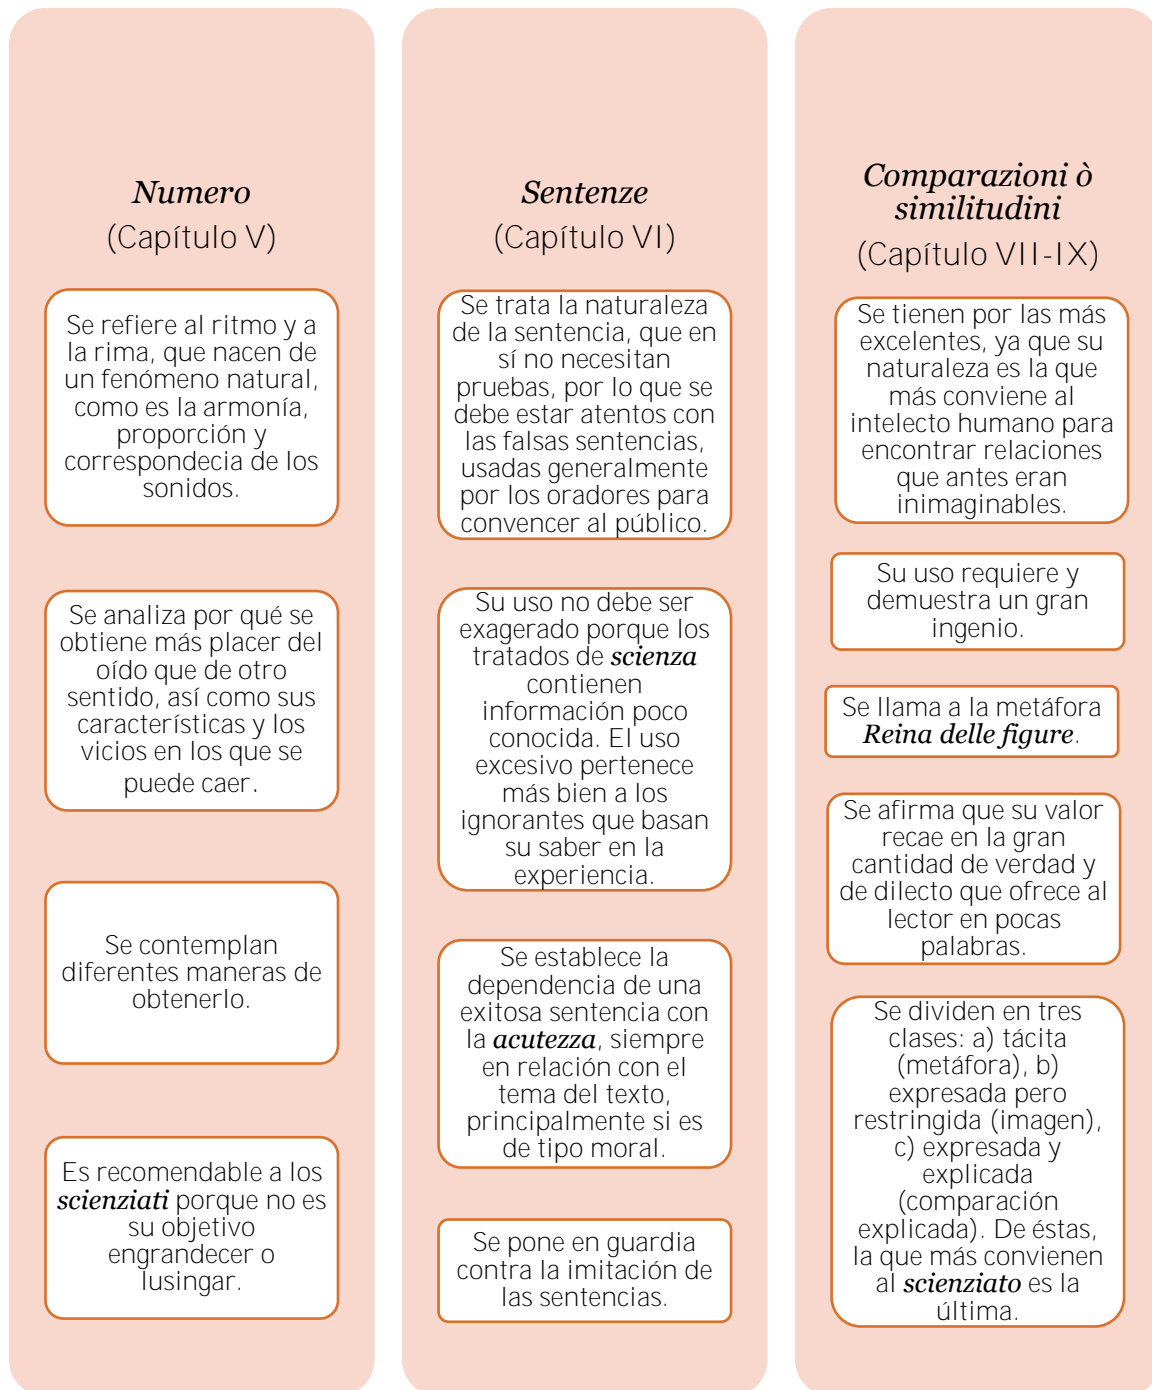 Numero
(Capítulo V)
Se refiere al ritmo y a
la rima, que nacen de
un fenómeno natural,
como es la armonía,
proporción y
correspondecia de los
sonidos.
Se analiza por qué se
obtiene más placer del
oído que de otro
sentido, así como sus
características y los
vicios en los que se
puede caer.
Se contemplan
diferentes maneras de
obtenerlo.
Es recomendable a los
scienziati porque no es
su objetivo
engrandecer o
lusingar.
Sentenze
(Capítulo VI)
Se trata la naturaleza
de la sentencia, que en
sí no necesitan
pruebas, por lo que se
debe estar atentos con
las falsas sentencias,
usadas generalmente
por los oradores para
convencer al público.
Su uso no debe ser
exagerado porque los
tratados de scienza
contienen
información poco
conocida. El uso
excesivo pertenece
más bien a los
ignorantes que basan
su saber en la
experiencia.
Se establece la
dependencia de una
exitosa sentencia con
la acutezza, siempre
en relación con el
tema del texto,
principalmente si es
de tipo moral.
Se pone en guardia
contra la imitación de
las sentencias.
Comparazioni ò
similitudini
(Capítulo VII-IX)
Se tienen por las más
excelentes, ya que su
naturaleza es la que
más conviene al
intelecto humano para
encontrar relaciones
que antes eran
inimaginables.
Su uso requiere y
demuestra un gran
ingenio.
Se llama a la metáfora
Reina delle figure.
Se afirma que su valor
recae en la gran
cantidad de verdad y
de dilecto que ofrece al
lector en pocas
palabras.
Se dividen en tres
clases: a) tácita
(metáfora), b)
expresada pero
restringida (imagen),
c) expresada y
explicada
(comparación
explicada). De éstas,
la que más convienen
al scienziato es la
última.